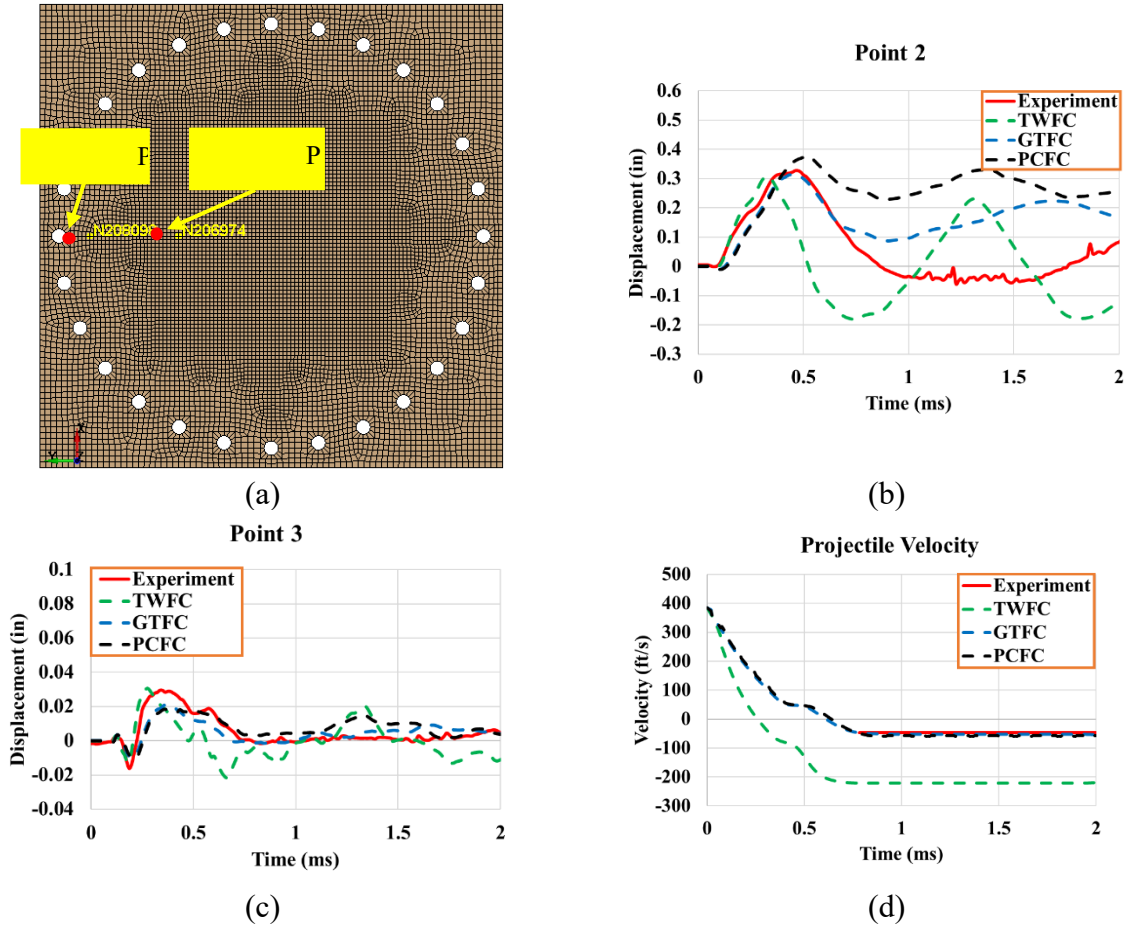 P
P
N206974
X
Y
(a)
Point 2
Experiment
TWFC
GTFC
PCFC
Displacement (in)
0.6
0.5
0.4
0.3
0.2
0.1
0
-0.1
-0.2
-0.3
0 0.5 1 1.5 2
Time (ms)
(b)
Point 3
Experiment
TWFC
GTFC
PCFC
Displacement (in)
0.1
0.08
0.06
0.04
0.02
0
-0.02
-0.04
0 0.5 1 1.5 2
Time (ms)
(c)
Projectile Velocity
Experiment
TWFC
GTFC
PCFC
Velocity (ft/s)
500
400
300
200
100
0
-100
-200
-300
0 0.5 1 1.5 2
Time (ms)
(d)